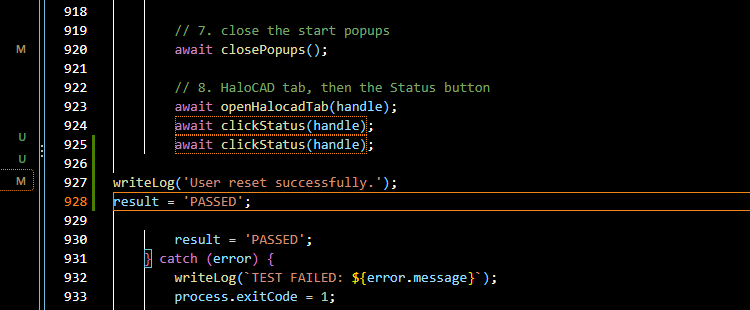 918
919 // 7. close the start popups
M 920 await closePopups();
921
922 // 8. HaloCAD tab, then the Status button
923 await openHalocadTab(handle);
924 await clickStatus(handle);
U 925 await clickStatus(handle);
U 926
M 927 writeLog('User reset successfully.');
928 result = 'PASSED';
929
930 result = 'PASSED';
931 } catch (error) {
932 writeLog(`TEST FAILED: ${error.message}`);
933 process.exitCode = 1;